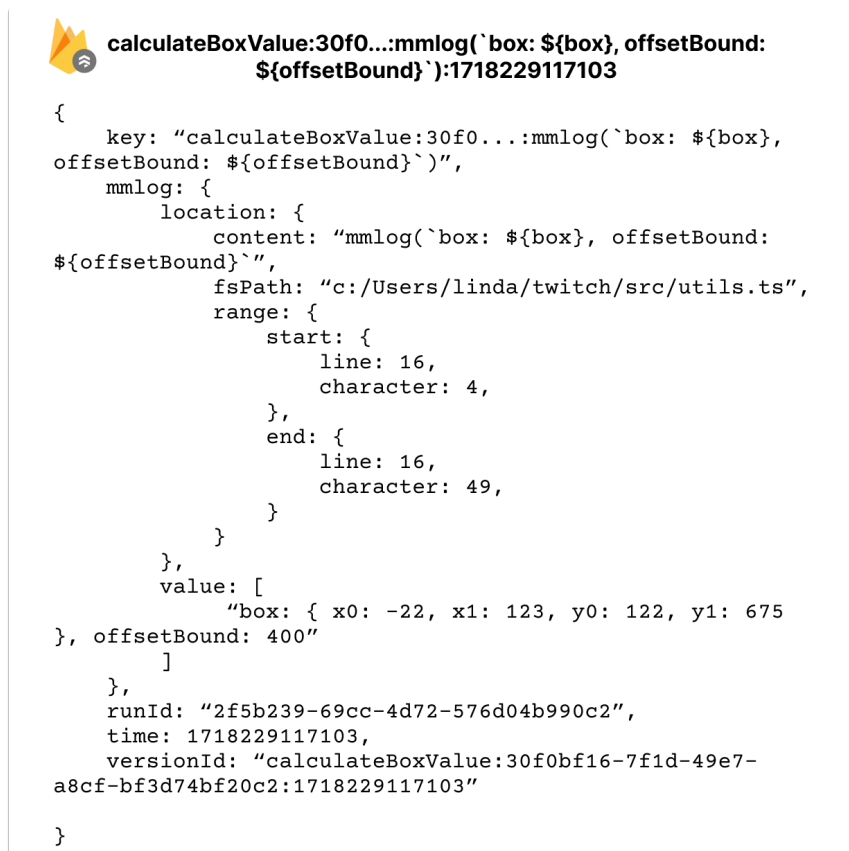 calculateBoxValue:30f0...:mmlog(`box: ${box}, offsetBound:
${offsetBound}`):1718229117103
{
    key: “calculateBoxValue:30f0...:mmlog(`box: ${box},
offsetBound: ${offsetBound}`)”,
    mmlog: {
        location: {
            content: “mmlog(`box: ${box}, offsetBound:
${offsetBound}`”,
            fsPath: “c:/Users/linda/twitch/src/utils.ts”,
            range: {
                start: {
                    line: 16,
                    character: 4,
                },
                end: {
                    line: 16,
                    character: 49,
                }
            }
        },
        value: [
             “box: { x0: -22, x1: 123, y0: 122, y1: 675
}, offsetBound: 400”
        ]
    },
    runId: “2f5b239-69cc-4d72-576d04b990c2”,
    time: 1718229117103,
    versionId: “calculateBoxValue:30f0bf16-7f1d-49e7-
a8cf-bf3d74bf20c2:1718229117103”
}